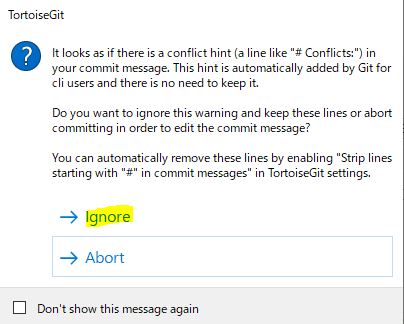 TortoiseGit
It looks as if there is a conflict hint (a line like "# Conflicts:") in
your commit message. This hint is automatically added by Git for
cli users and there is no need to keep it.
Do you want to ignore this warning and keep these lines or abort
committing in order to edit the commit message?
You can automatically remove these lines by enabling "Strip lines
starting with "#" in commit messages" in TortoiseGit settings.
Ignore
Abort
Don't show this message again